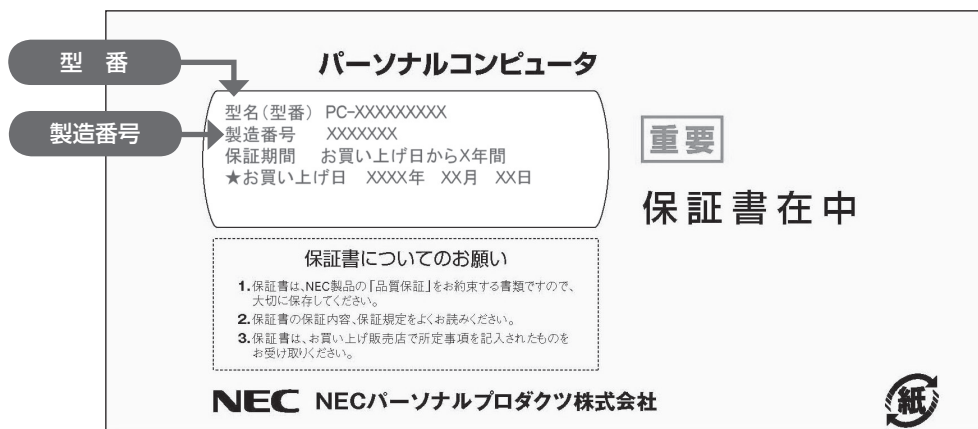 型　番
製造番号
パーソナルコンピュータ
型名(型番)　PC-XXXXXXXXX
製造番号　XXXXXXX
保証期間　お買い上げ日からX年間
★お買い上げ日　XXXX年　XX月　XX日
重要
保証書在中
保証書についてのお願い
1.保証書は、NEC製品の「品質保証」をお約束する書類ですので、
大切に保存してください。
2.保証書の保証内容、保証規定をよくお読みください。
3.保証書は、お買い上げ販売店で所定事項を記入されたものを
お受け取りください。
NEC NECパーソナルプロダクツ株式会社
紙